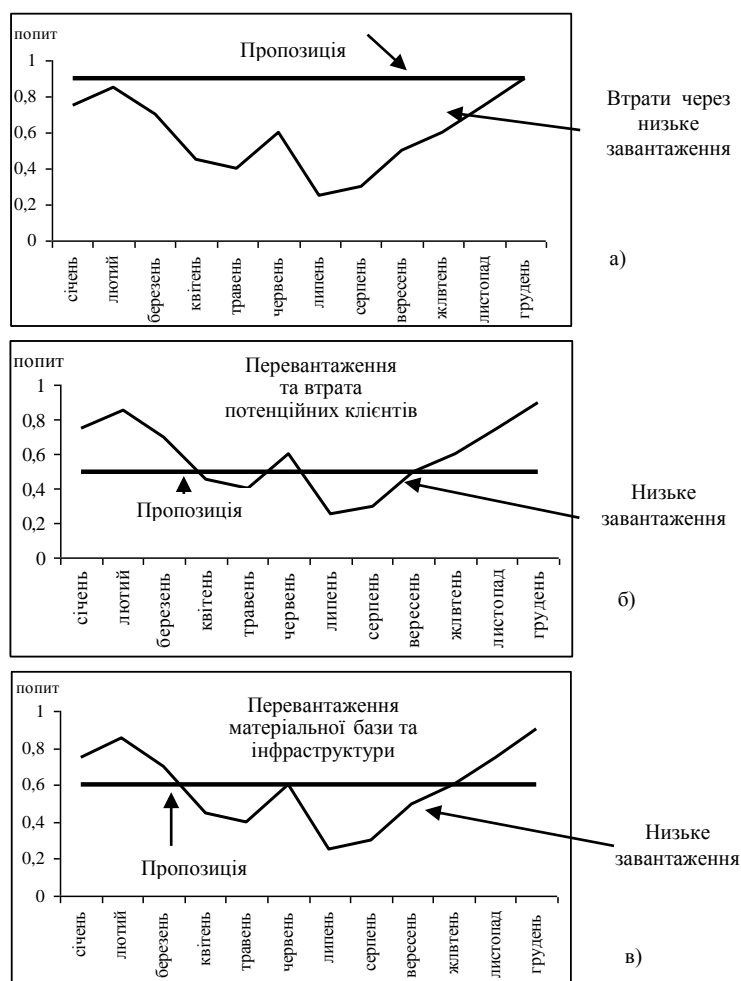 попит
Пропозиція
1
0,8
0,6
0,4
0,2
0
січень
лютий
березень
квітень
травень
червень
липень
серпень
вересень
жлвтень
листопад
грудень
Втрати через
низьке
завантаження
а)
попит
Перевантаження
та втрата
потенційних клієнтів
1
0,8
0,6
0,4
0,2
0
Пропозиція
січень
лютий
березень
квітень
травень
червень
липень
серпень
вересень
жлвтень
листопад
грудень
Низьке
завантаження
б)
попит
Перевантаження
матеріальної бази та
інфраструктури
1
0,8
0,6
0,4
0,2
0
Пропозиція
січень
лютий
березень
квітень
травень
червень
липень
серпень
вересень
жлвтень
листопад
грудень
Низьке
завантаження
в)